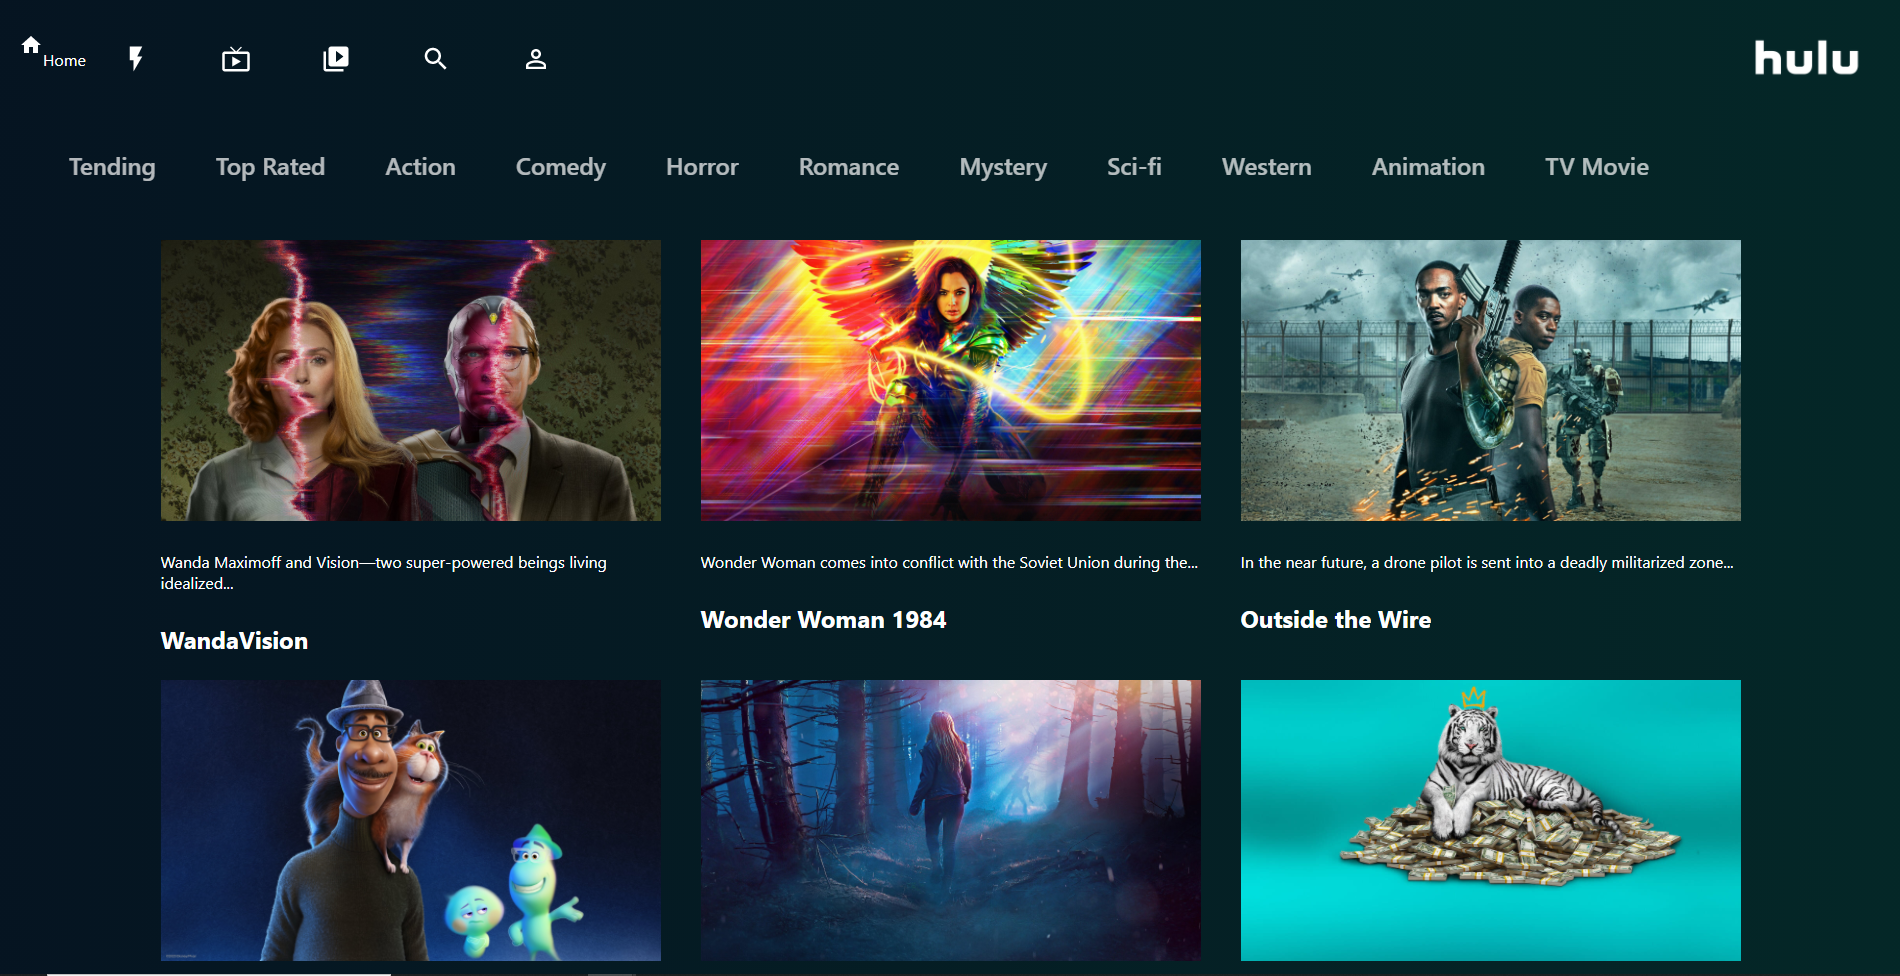 Home
hulu
Tending Top Rated Action Comedy Horror Romance Mystery Sci-fi Western Animation TV Movie
Wanda Maximoff and Vision—two super-powered beings living
idealized...
WandaVision
Wonder Woman comes into conflict with the Soviet Union during the...
Wonder Woman 1984
In the near future, a drone pilot is sent into a deadly militarized zone...
Outside the Wire